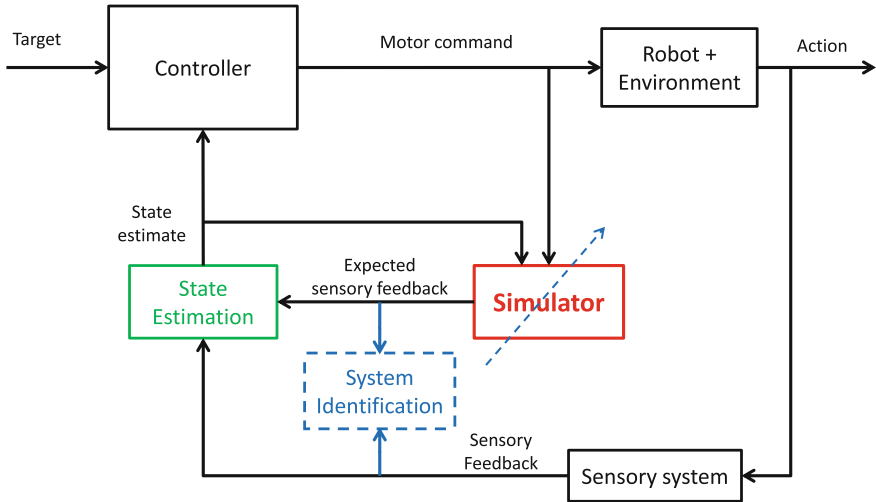 Target
Controller
Motor command
Robot +
Environment
Action
State
estimate
Expected
sensory feedback
State
Estimation
Simulator
System
Identification
Sensory
Feedback
Sensory system